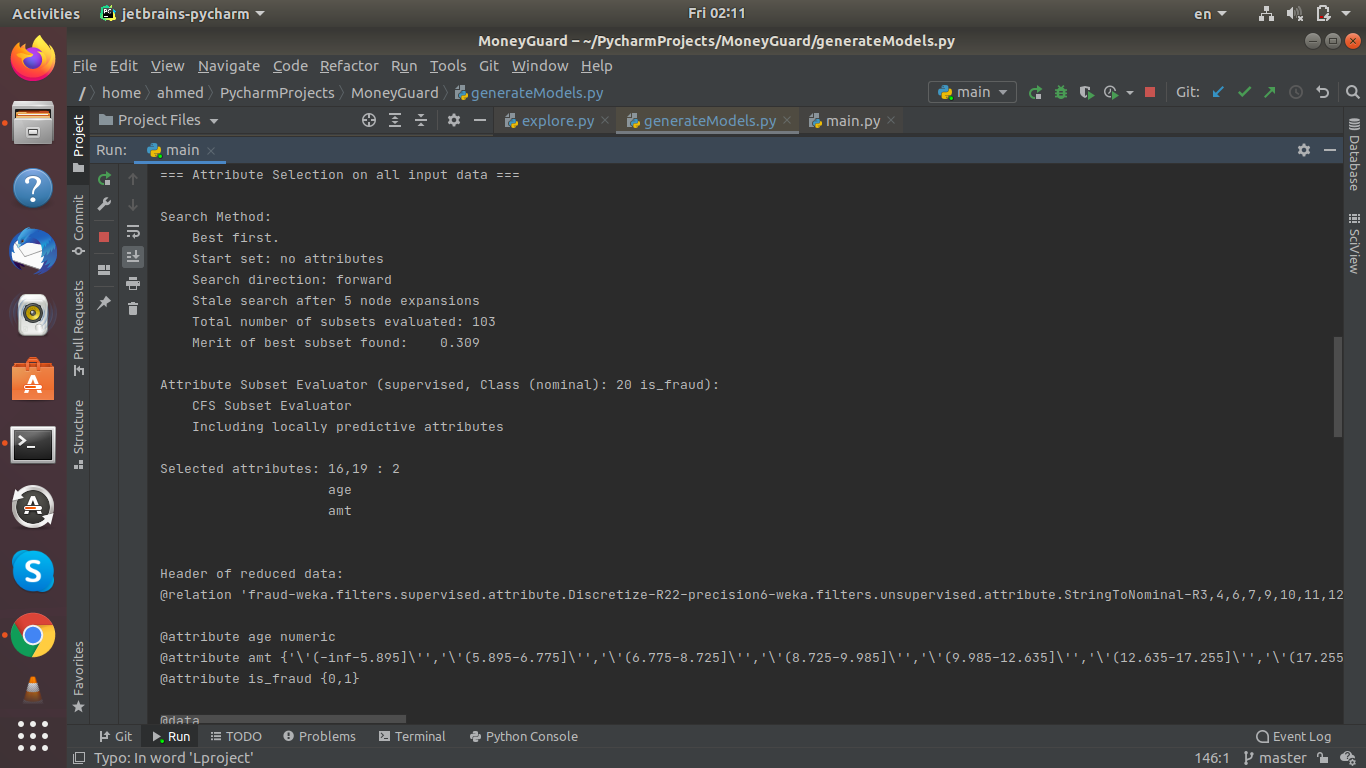 Activities jetbrains-pycharm Fri 02:11 en
MoneyGuard – ~/PycharmProjects/MoneyGuard/generateModels.py
File Edit View Navigate Code Refactor Run Tools Git Window Help
/ home ahmed PycharmProjects MoneyGuard generateModels.py main Git:
Project Files explore.py generateModels.py main.py
Run: main
Project
Commit
Pull Requests
Structure
Favorites
=== Attribute Selection on all input data ===
Search Method:
Best first.
Start set: no attributes
Search direction: forward
Stale search after 5 node expansions
Total number of subsets evaluated: 103
Merit of best subset found: 0.309
Attribute Subset Evaluator (supervised, Class (nominal): 20 is_fraud):
CFS Subset Evaluator
Including locally predictive attributes
Selected attributes: 16,19 : 2
age
amt
Header of reduced data:
@relation 'fraud-weka.filters.supervised.attribute.Discretize-R22-precision6-weka.filters.unsupervised.attribute.StringToNominal-R3,4,6,7,9,10,11,12
@attribute age numeric
@attribute amt {'\'(-inf-5.895]\'','\'(5.895-6.775]\'','\'(6.775-8.725]\'','\'(8.725-9.985]\'','\'(9.985-12.635]\'','\'(12.635-17.255]\'','\'(17.255
@attribute is_fraud {0,1}
@data
Database
SciView
Git Run TODO Problems Terminal Python Console Event Log
Typo: In word 'Lproject' 146:1 master